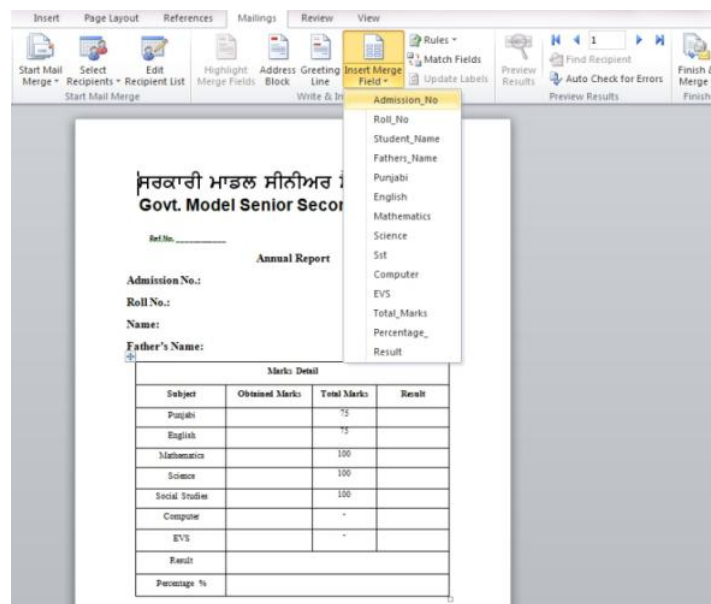 Insert Page Layout References Mailings Review View
Start Mail Merge
Select Recipients
Edit Recipient List
Start Mail Merge
Highlight Merge Fields
Address Block
Greeting Line
Insert Merge Field
Rules
Match Fields
Update Labels
Write & In
Preview Results
1
Find Recipient
Auto Check for Errors
Preview Results
Finish & Merge
Finish
Admission_No
Roll_No
Student_Name
Fathers_Name
Punjabi
English
Mathematics
Science
Sst
Computer
EVS
Total_Marks
Percentage_
Result
ਸਰਕਾਰੀ ਮਾਡਲ ਸੀਨੀਅਰ
Govt. Model Senior Secon
Ref No. ____________
Annual Report
Admission No.:
Roll No.:
Name:
Father's Name:
Marks Detail
Subject Obtained Marks Total Marks Result
Punjabi 75
English 75
Mathematics 100
Science 100
Social Studies 100
Computer -
EVS -
Result
Percentage %